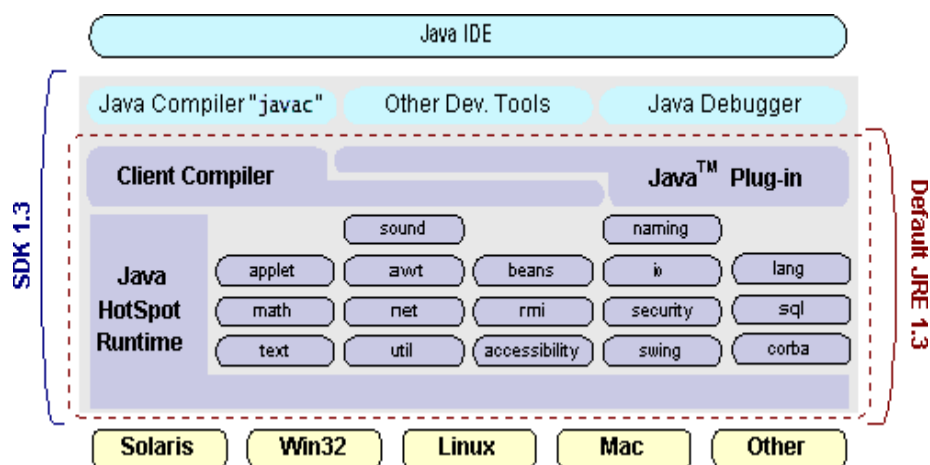 Java IDE
Java Compiler "javac"
Other Dev. Tools
Java Debugger
Client Compiler
Java™ Plug-in
SDK 1.3
Default JRE 1.3
Java
HotSpot
Runtime
sound
naming
applet
awt
beans
io
lang
math
net
rmi
security
sql
text
util
accessibility
swing
corba
Solaris
Win32
Linux
Mac
Other